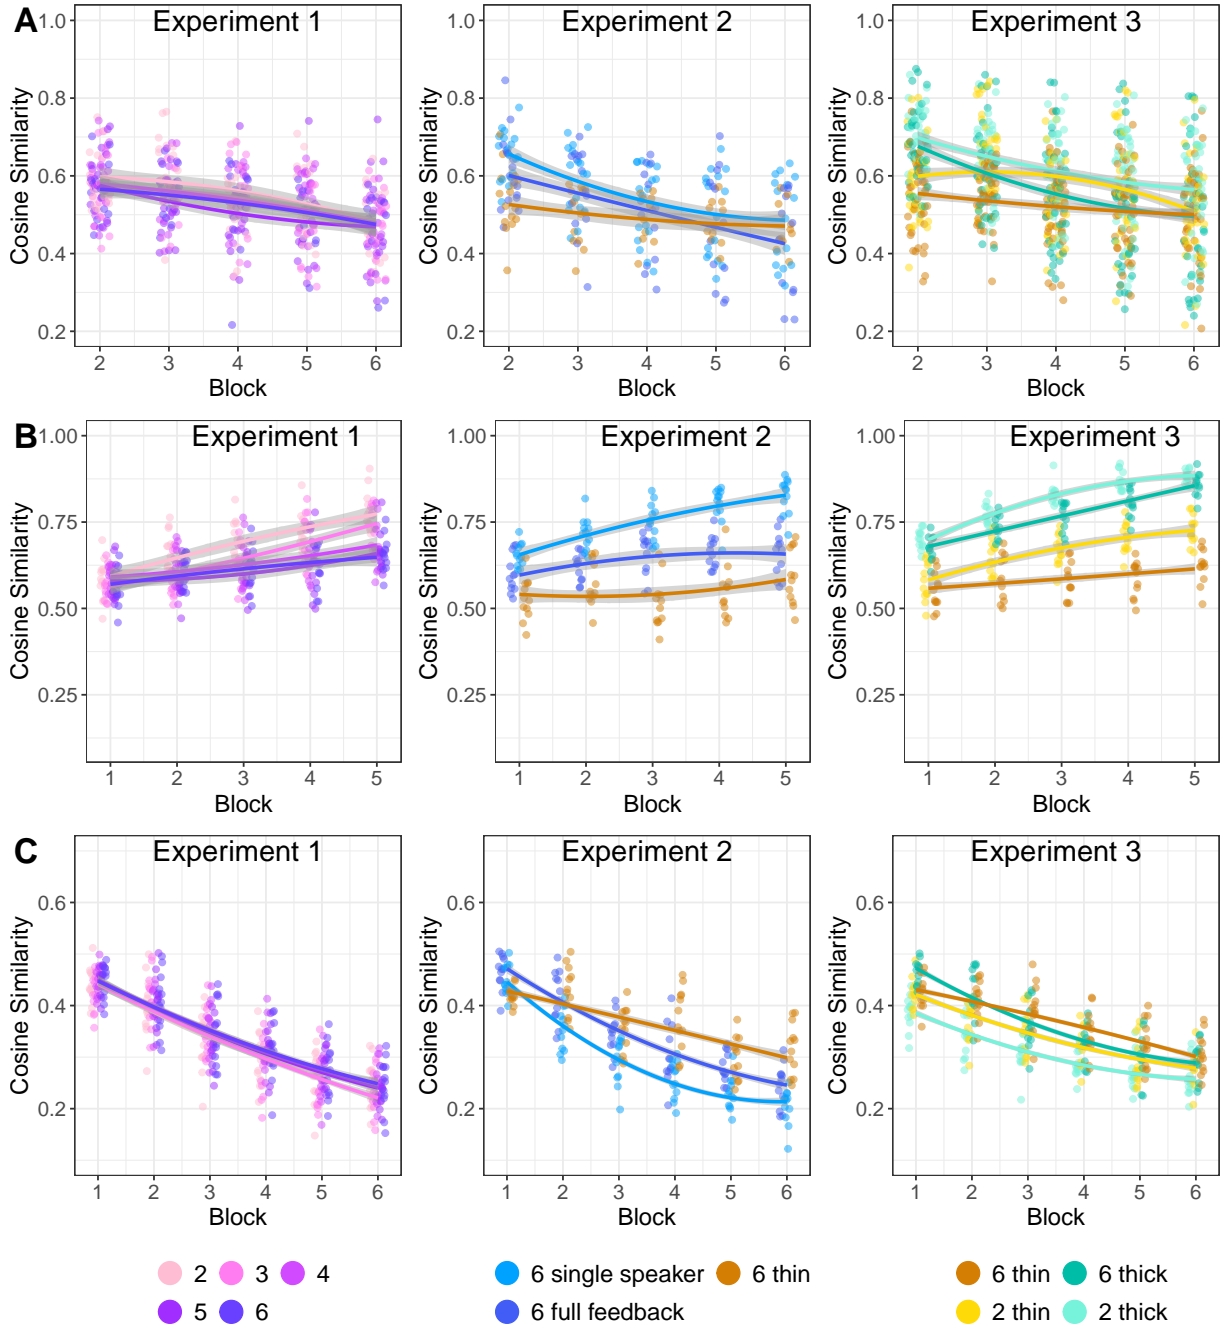 A
Experiment 1
Experiment 2
Experiment 3
Cosine Similarity
1.0
0.8
0.6
0.4
0.2
2 3 4 5 6
Block
Cosine Similarity
1.0
0.8
0.6
0.4
0.2
2 3 4 5 6
Block
Cosine Similarity
1.0
0.8
0.6
0.4
0.2
2 3 4 5 6
Block
B
Experiment 1
Experiment 2
Experiment 3
Cosine Similarity
1.00
0.75
0.50
0.25
1 2 3 4 5
Block
Cosine Similarity
1.00
0.75
0.50
0.25
1 2 3 4 5
Block
Cosine Similarity
1.00
0.75
0.50
0.25
1 2 3 4 5
Block
C
Experiment 1
Experiment 2
Experiment 3
Cosine Similarity
0.6
0.4
0.2
1 2 3 4 5 6
Block
Cosine Similarity
0.6
0.4
0.2
1 2 3 4 5 6
Block
Cosine Similarity
0.6
0.4
0.2
1 2 3 4 5 6
Block
2 3 4
5 6
6 single speaker 6 thin
6 full feedback
6 thin 6 thick
2 thin 2 thick